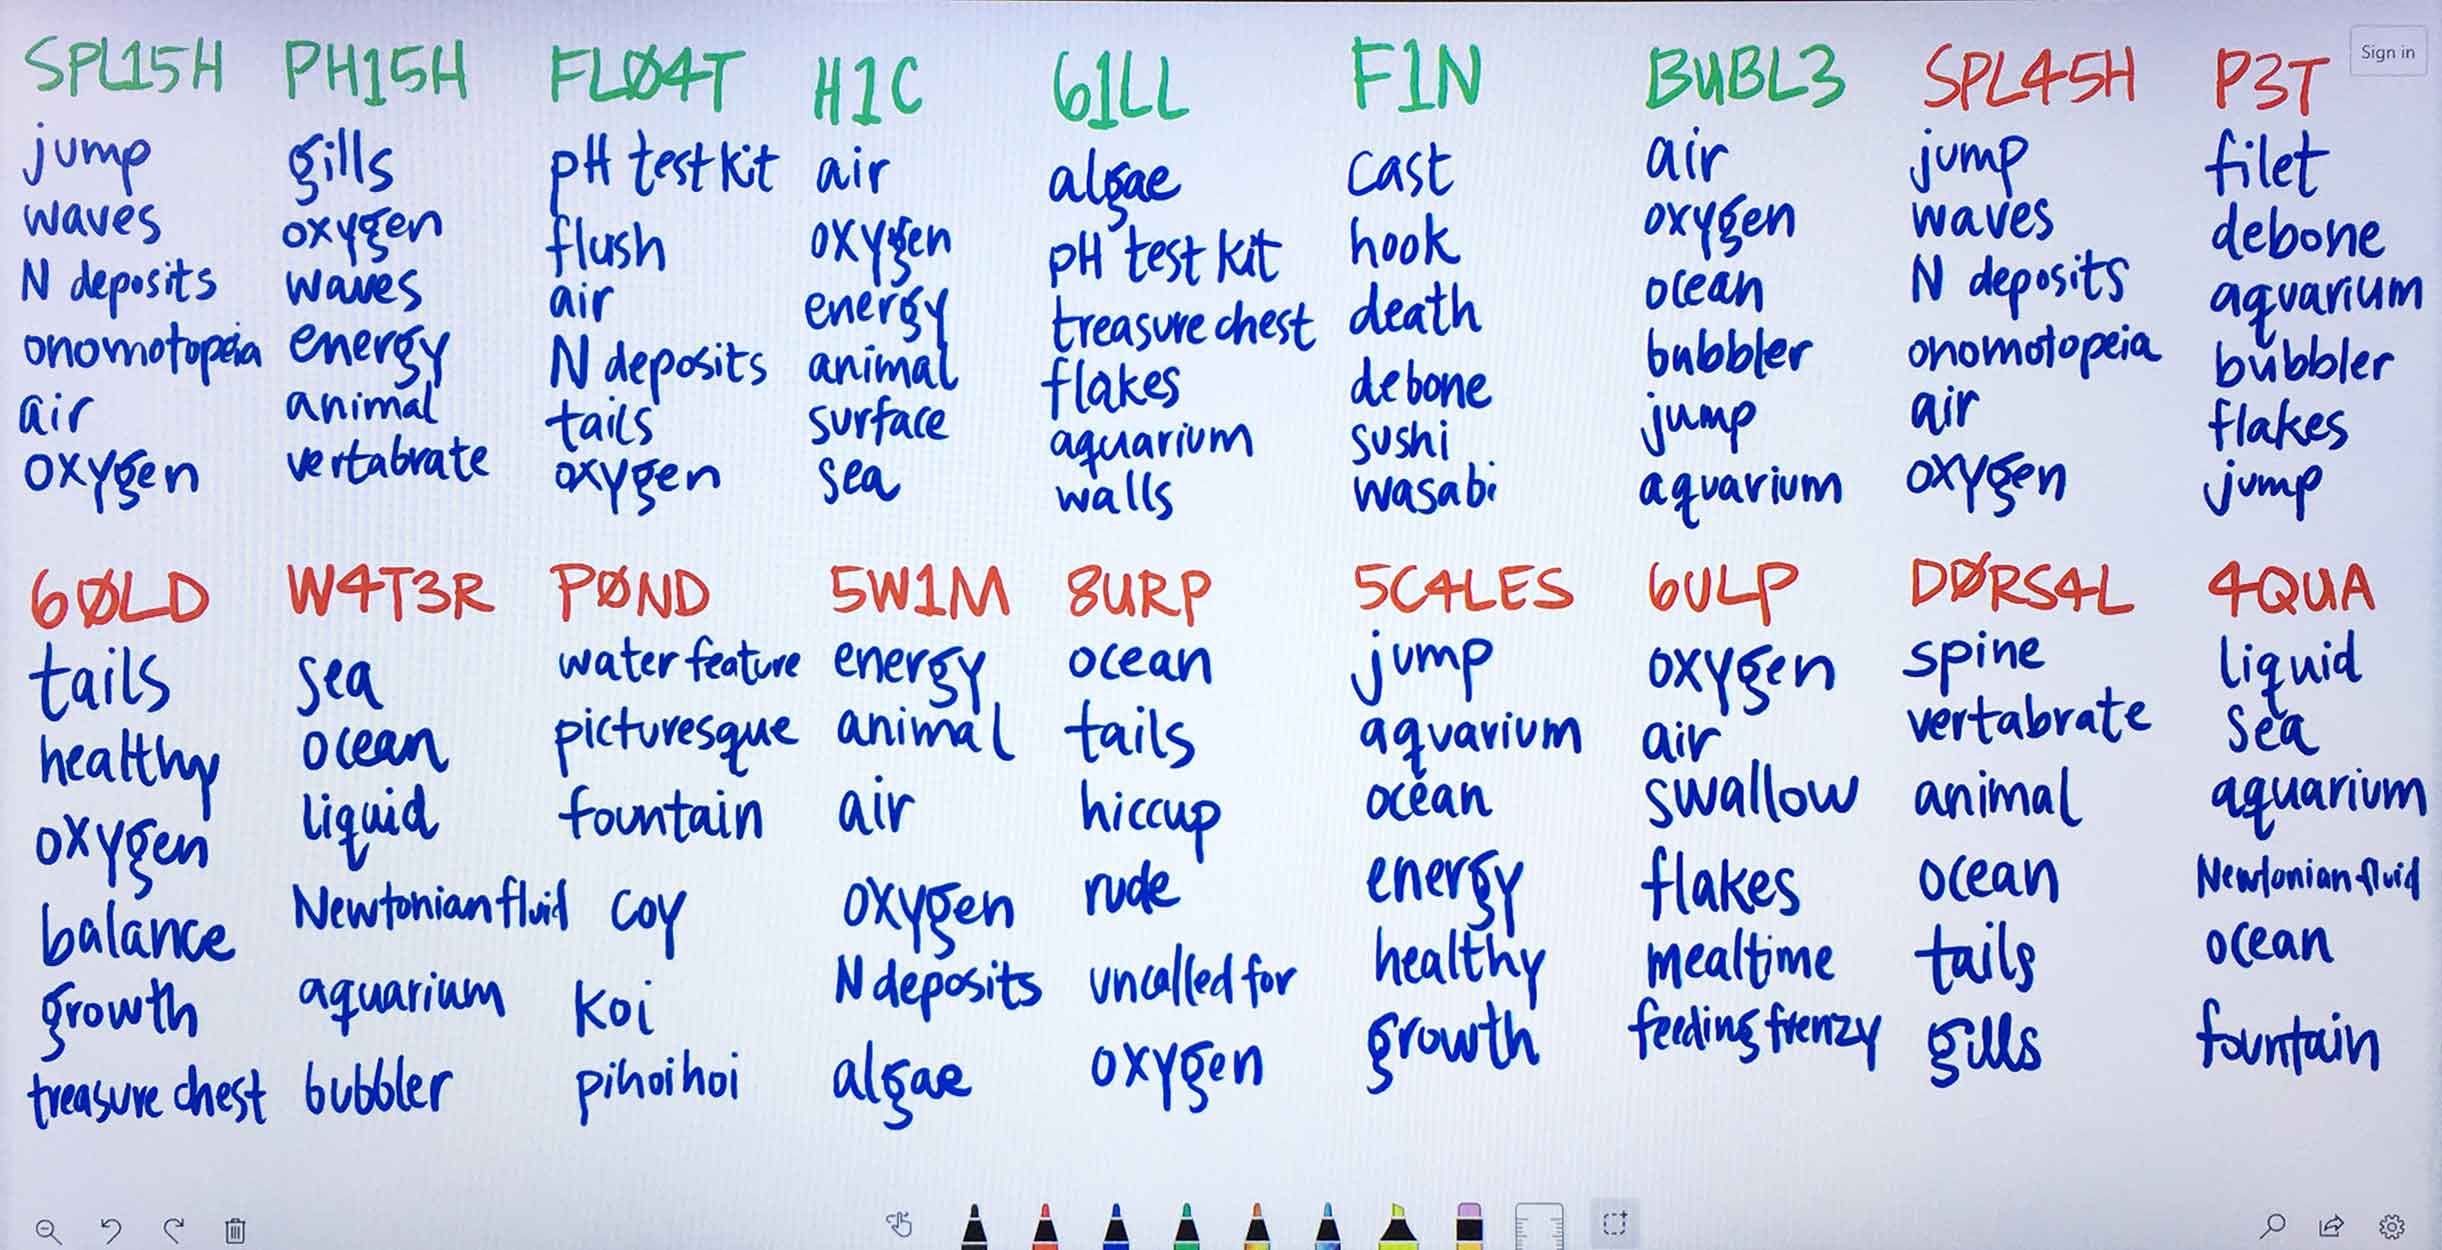 SPL15H PH15H FLØ4T H1C 61LL F1N BUBL3 SPL45H P3T Sign in
jump gills pH test kit air algae cast air jump filet
waves oxygen flush oxygen pH test kit hook oxygen waves debone
N deposits waves air energy treasure chest death ocean N deposits aquarium
onomotopeia energy N deposits animal flakes debone bubbler onomotopeia bubbler
air animal tails surface aquarium sushi jump air flakes
oxygen vertabrate oxygen sea walls wasabi aquarium oxygen jump
6ØLD W4T3R PØND 5W1M 8URP 5C4LES 6ULP DØRS4L 4QUA
tails sea water feature energy ocean jump oxygen spine liquid
healthy ocean picturesque animal tails aquarium air vertabrate sea
oxygen liquid fountain air hiccup ocean swallow animal aquarium
balance Newtonian fluid coy oxygen rude energy flakes ocean Newtonian fluid
growth aquarium koi N deposits uncalled for healthy mealtime tails ocean
treasure chest bubbler pihoihoi algae oxygen growth feeding frenzy gills fountain